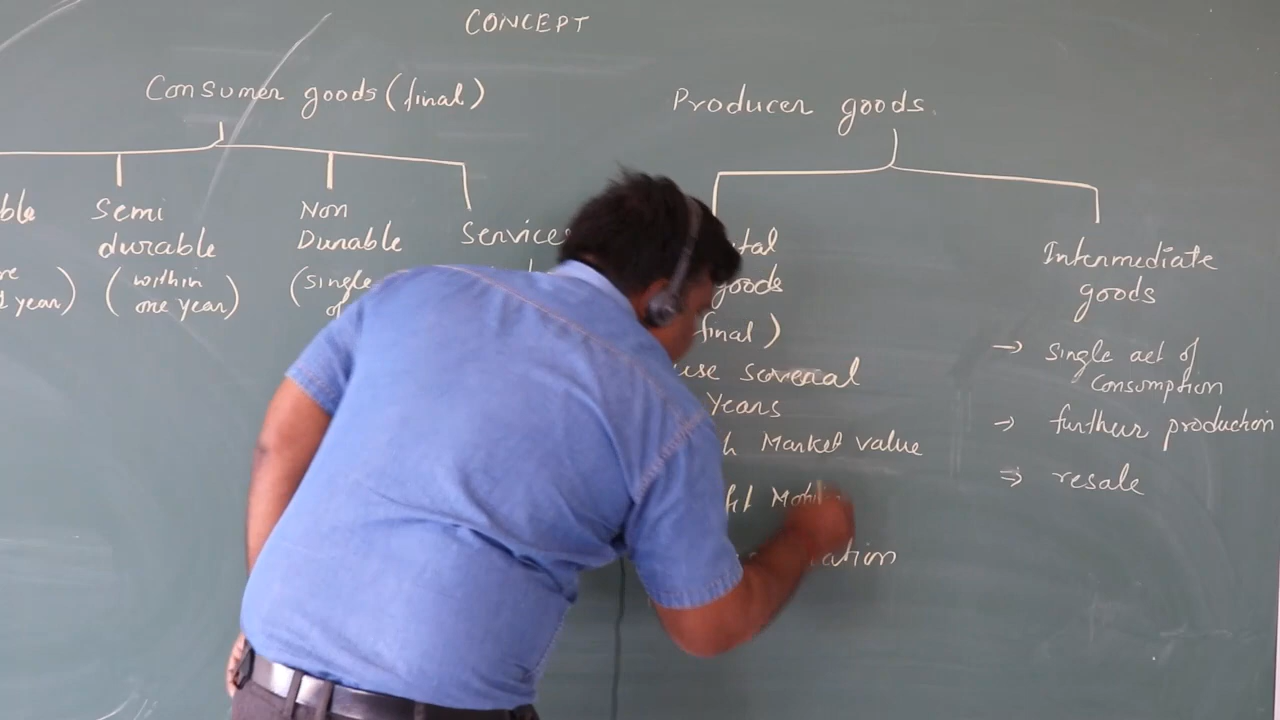 CONCEPT
Consumer goods (final)
Producer goods
Semi
durable
(within
one year)
year)
Non
Durable
(single
Services
goods
final)
use several
Years
Market value
Intermediate
goods
→ Single act of
Consumption
→ further production
⇒ resale